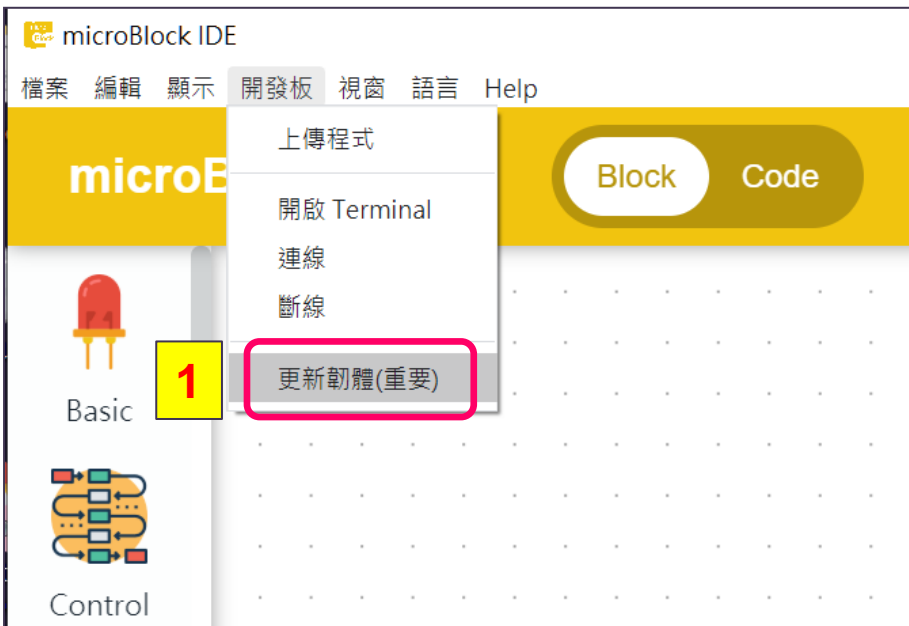 microBlock IDE
檔案 編輯 顯示 開發板 視窗 語言 Help
microB
Block Code
上傳程式
開啟 Terminal
連線
斷線
1 更新韌體(重要)
Basic
Control